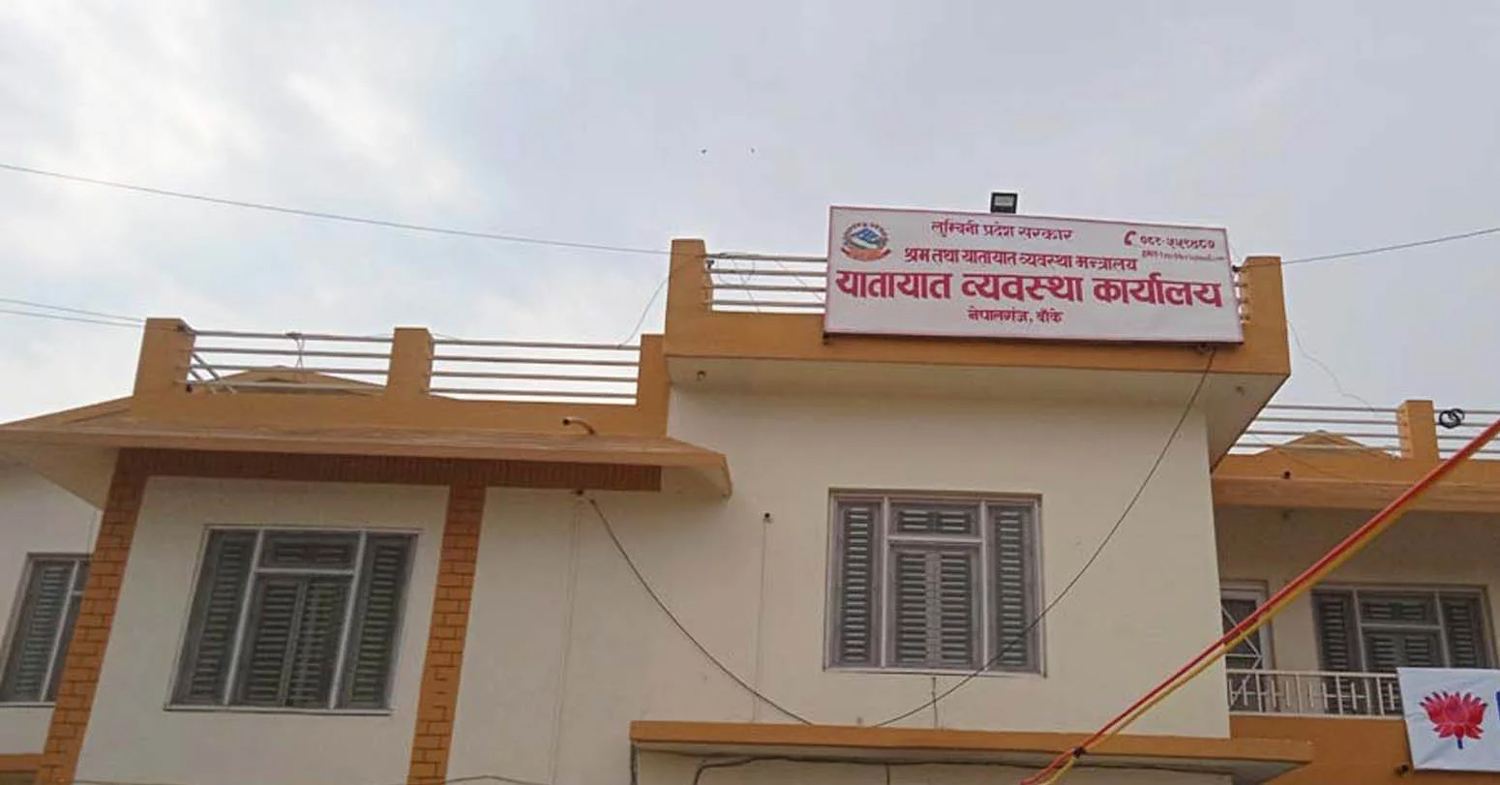 लुम्बिनी प्रदेश सरकार
श्रम तथा यातायात व्यवस्था मन्त्रालय
यातायात व्यवस्था कार्यालय
नेपालगंज, बाँके